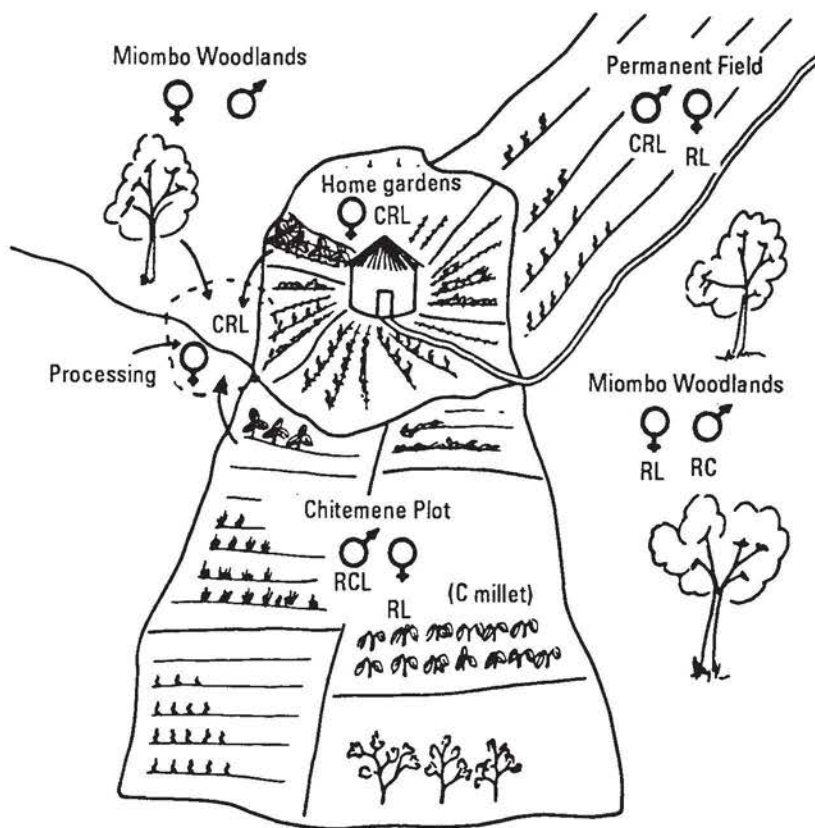 Miombo Woodlands
Permanent Field
CRL RL
Home gardens
CRL
CRL
Processing
Miombo Woodlands
RL RC
Chitemene Plot
RCL
RL
(C millet)